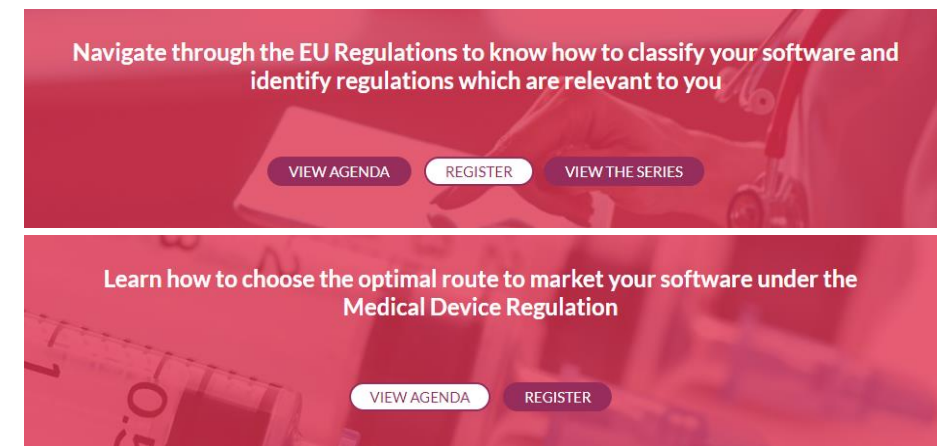 Navigate through the EU Regulations to know how to classify your software and
identify regulations which are relevant to you
VIEW AGENDA
REGISTER
VIEW THE SERIES
Learn how to choose the optimal route to market your software under the
Medical Device Regulation
VIEW AGENDA
REGISTER